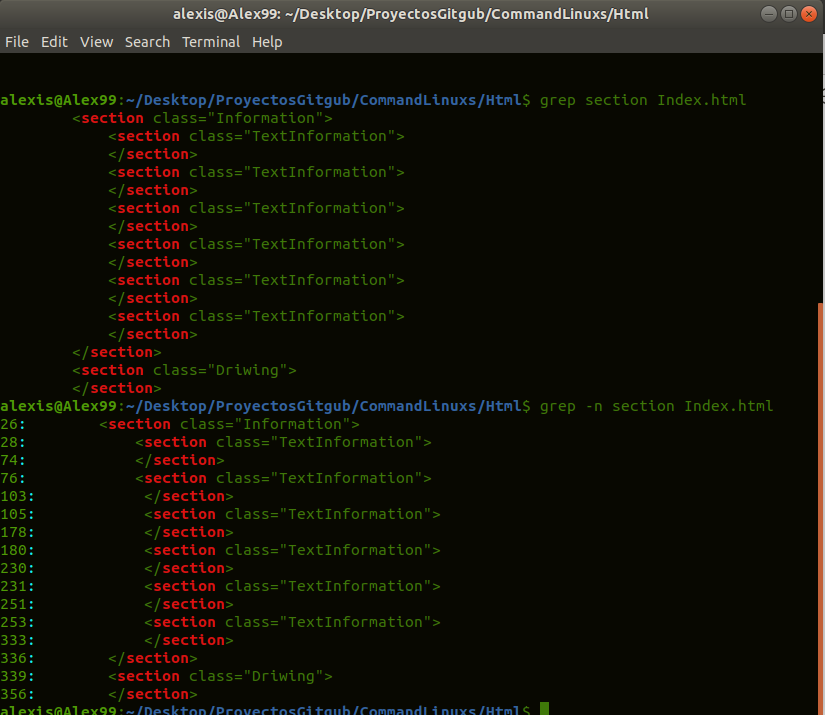 alexis@Alex99: ~/Desktop/ProyectosGitgub/CommandLinuxs/Html
File Edit View Search Terminal Help
alexis@Alex99:~/Desktop/ProyectosGitgub/CommandLinuxs/Html$ grep section Index.html
        <section class="Information">
            <section class="TextInformation">
            </section>
            <section class="TextInformation">
            </section>
            <section class="TextInformation">
            </section>
            <section class="TextInformation">
            </section>
            <section class="TextInformation">
            </section>
            <section class="TextInformation">
            </section>
        </section>
        <section class="Driwing">
        </section>
alexis@Alex99:~/Desktop/ProyectosGitgub/CommandLinuxs/Html$ grep -n section Index.html
26:        <section class="Information">
28:            <section class="TextInformation">
74:            </section>
76:            <section class="TextInformation">
103:            </section>
105:            <section class="TextInformation">
178:            </section>
180:            <section class="TextInformation">
230:            </section>
231:            <section class="TextInformation">
251:            </section>
253:            <section class="TextInformation">
333:            </section>
336:        </section>
339:        <section class="Driwing">
356:        </section>
alexis@Alex99:~/Desktop/ProyectosGitgub/CommandLinuxs/Html$